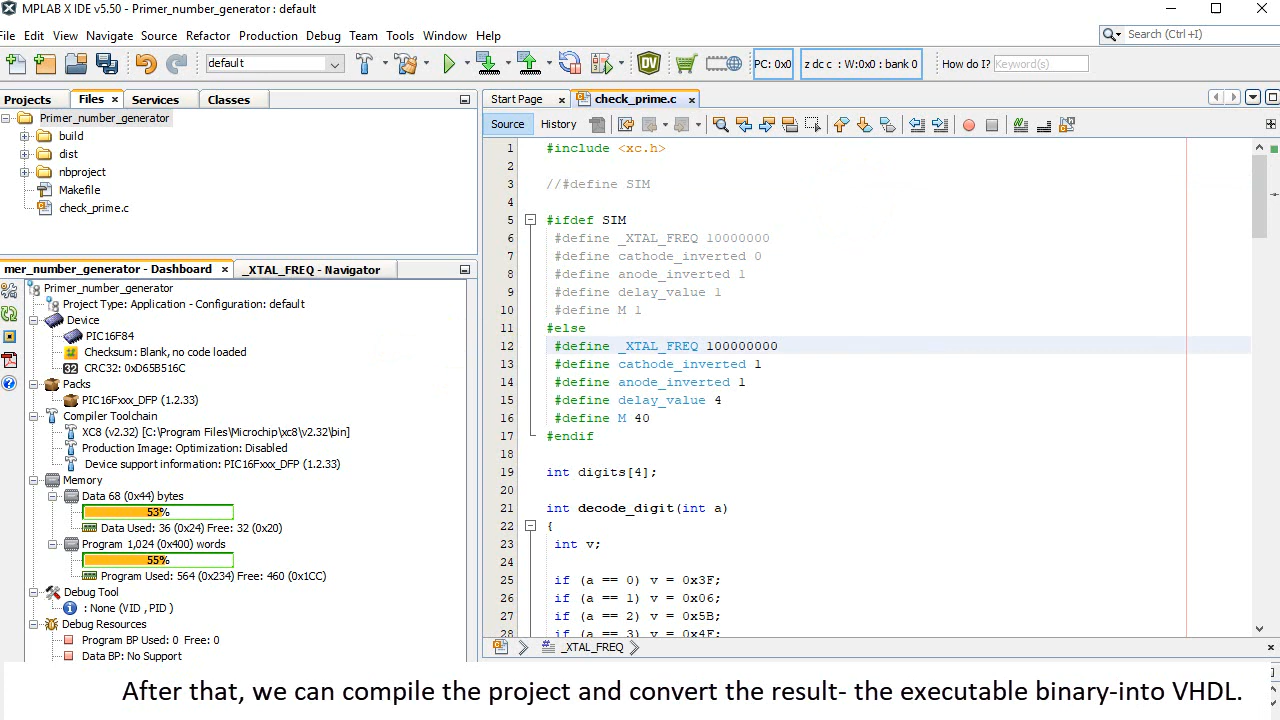 MPLAB X IDE v5.50 - Primer_number_generator : default
File Edit View Navigate Source Refactor Production Debug Team Tools Window Help
Search (Ctrl+I)
default
DV
PC: 0x0
z dc c : W:0x0 : bank 0
How do I?
Keyword(s)
Projects
Files
Services
Classes
Primer_number_generator
build
dist
nbproject
Makefile
check_prime.c
mer_number_generator - Dashboard
_XTAL_FREQ - Navigator
Primer_number_generator
Project Type: Application - Configuration: default
Device
PIC16F84
Checksum: Blank, no code loaded
32 CRC32: 0xD65B516C
Packs
PIC16Fxxx_DFP (1.2.33)
Compiler Toolchain
XC8 (v2.32) [C:\Program Files\Microchip\xc8\v2.32\bin]
Production Image: Optimization: Disabled
Device support information: PIC16Fxxx_DFP (1.2.33)
Memory
Data 68 (0x44) bytes
53%
Data Used: 36 (0x24) Free: 32 (0x20)
Program 1,024 (0x400) words
55%
Program Used: 564 (0x234) Free: 460 (0x1CC)
Debug Tool
: None (VID , PID )
Debug Resources
Program BP Used: 0 Free: 0
Data BP: No Support
Start Page
check_prime.c
Source
History
1 #include <xc.h>
2
3 //#define SIM
4
5 #ifdef SIM
6 #define _XTAL_FREQ 10000000
7 #define cathode_inverted 0
8 #define anode_inverted 1
9 #define delay_value 1
10 #define M 1
11 #else
12 #define _XTAL_FREQ 100000000
13 #define cathode_inverted 1
14 #define anode_inverted 1
15 #define delay_value 4
16 #define M 40
17 #endif
18
19 int digits[4];
20
21 int decode_digit(int a)
22 {
23 int v;
24
25 if (a == 0) v = 0x3F;
26 if (a == 1) v = 0x06;
27 if (a == 2) v = 0x5B;
28 if (a == 3) v = 0x4F;
_XTAL_FREQ
After that, we can compile the project and convert the result- the executable binary-into VHDL.